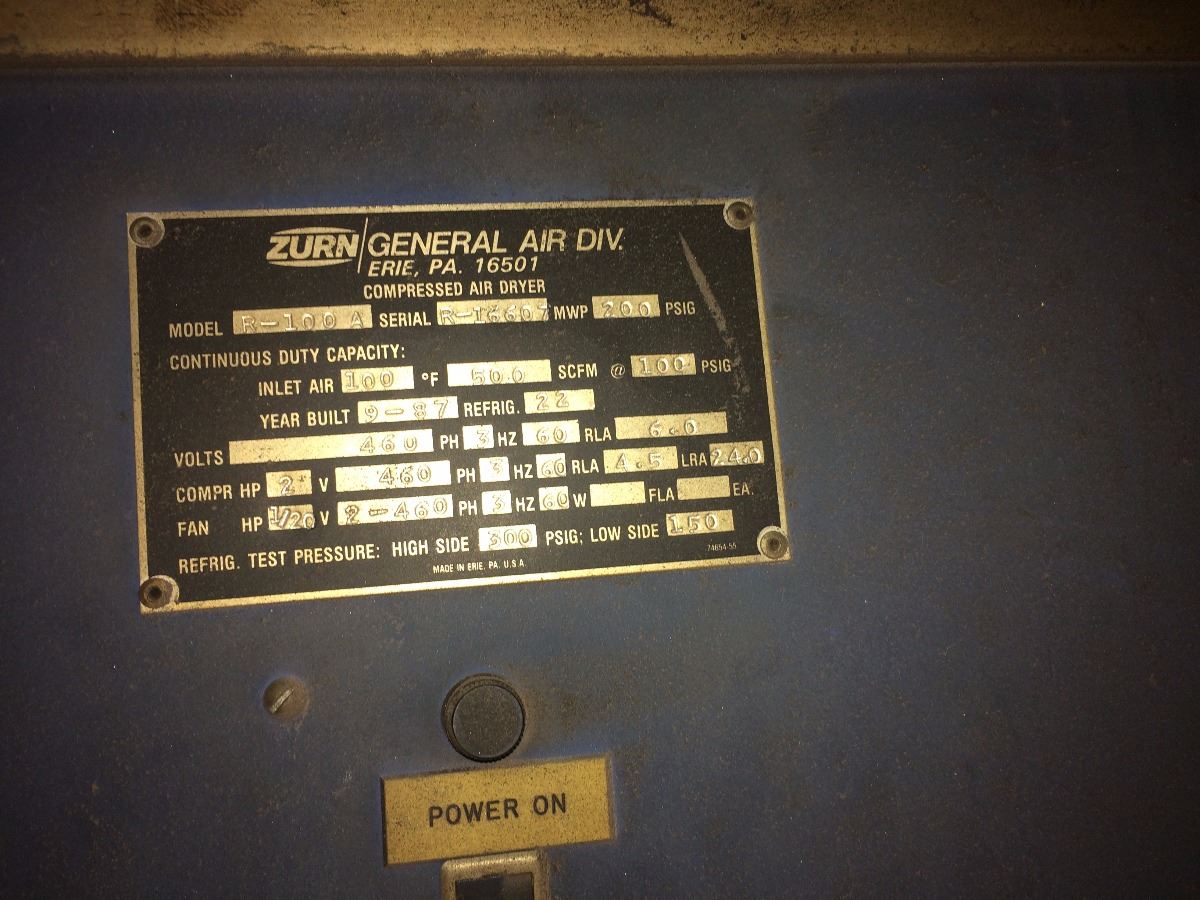 ZURN GENERAL AIR DIV.
ERIE, PA. 16501
COMPRESSED AIR DRYER
MODEL R-100 A SERIAL R-16607 MWP 200 PSIG
CONTINUOUS DUTY CAPACITY:
INLET AIR 100 °F 500 SCFM @ 100 PSIG
YEAR BUILT 9-87 REFRIG. 22
VOLTS 460 PH 3 HZ 60 RLA 6.0
COMPR HP 2 V 460 PH 3 HZ 60 RLA 4.5 LRA 24.0
FAN HP 1/20 V 2-460 PH 3 HZ 60 W FLA EA.
REFRIG. TEST PRESSURE: HIGH SIDE 300 PSIG; LOW SIDE 150
74654-55
MADE IN ERIE, PA. U.S.A.
POWER ON